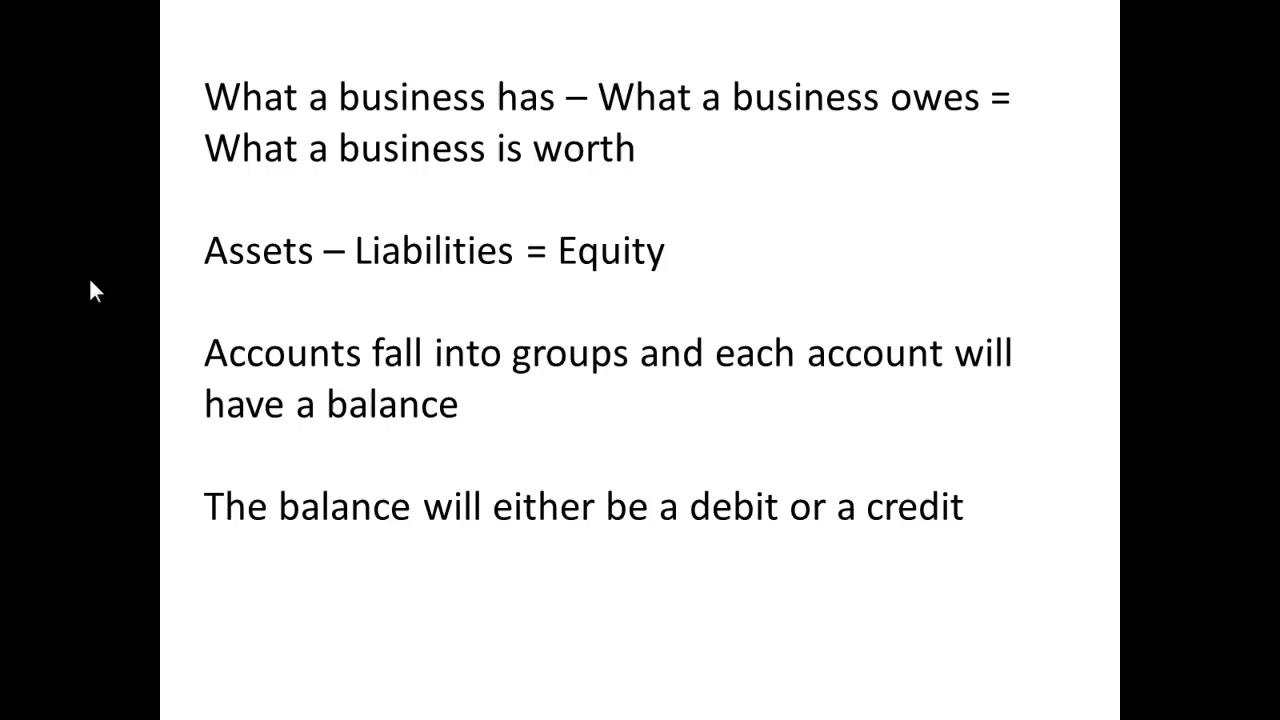 What a business has – What a business owes =
What a business is worth
Assets – Liabilities = Equity
Accounts fall into groups and each account will
have a balance
The balance will either be a debit or a credit